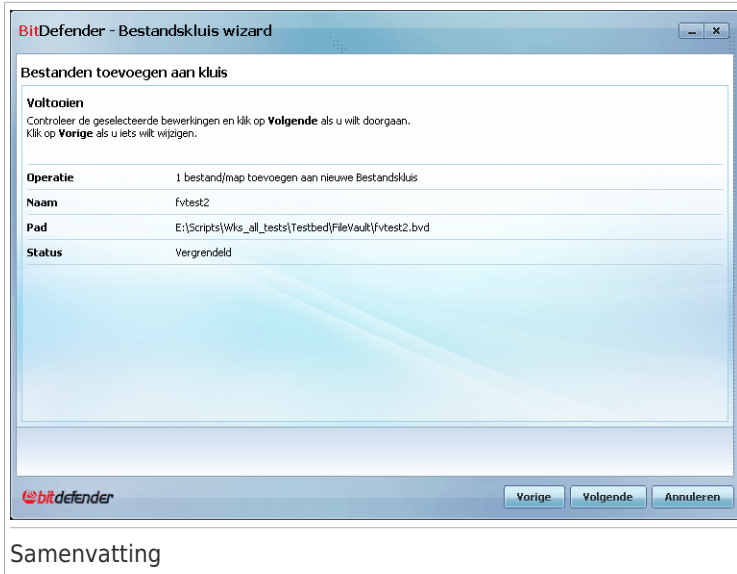 BitDefender - Bestandskluis wizard
Bestanden toevoegen aan kluis
Voltooien
Controleer de geselecteerde bewerkingen en klik op Volgende als u wilt doorgaan.
Klik op Vorige als u iets wilt wijzigen.
Operatie 1 bestand/map toevoegen aan nieuwe Bestandskluis
Naam fvtest2
Pad E:\Scripts\Wks_all_tests\Testbed\FileVault\fvtest2.bvd
Status Vergrendeld
bitdefender
Vorige Volgende Annuleren
Samenvatting